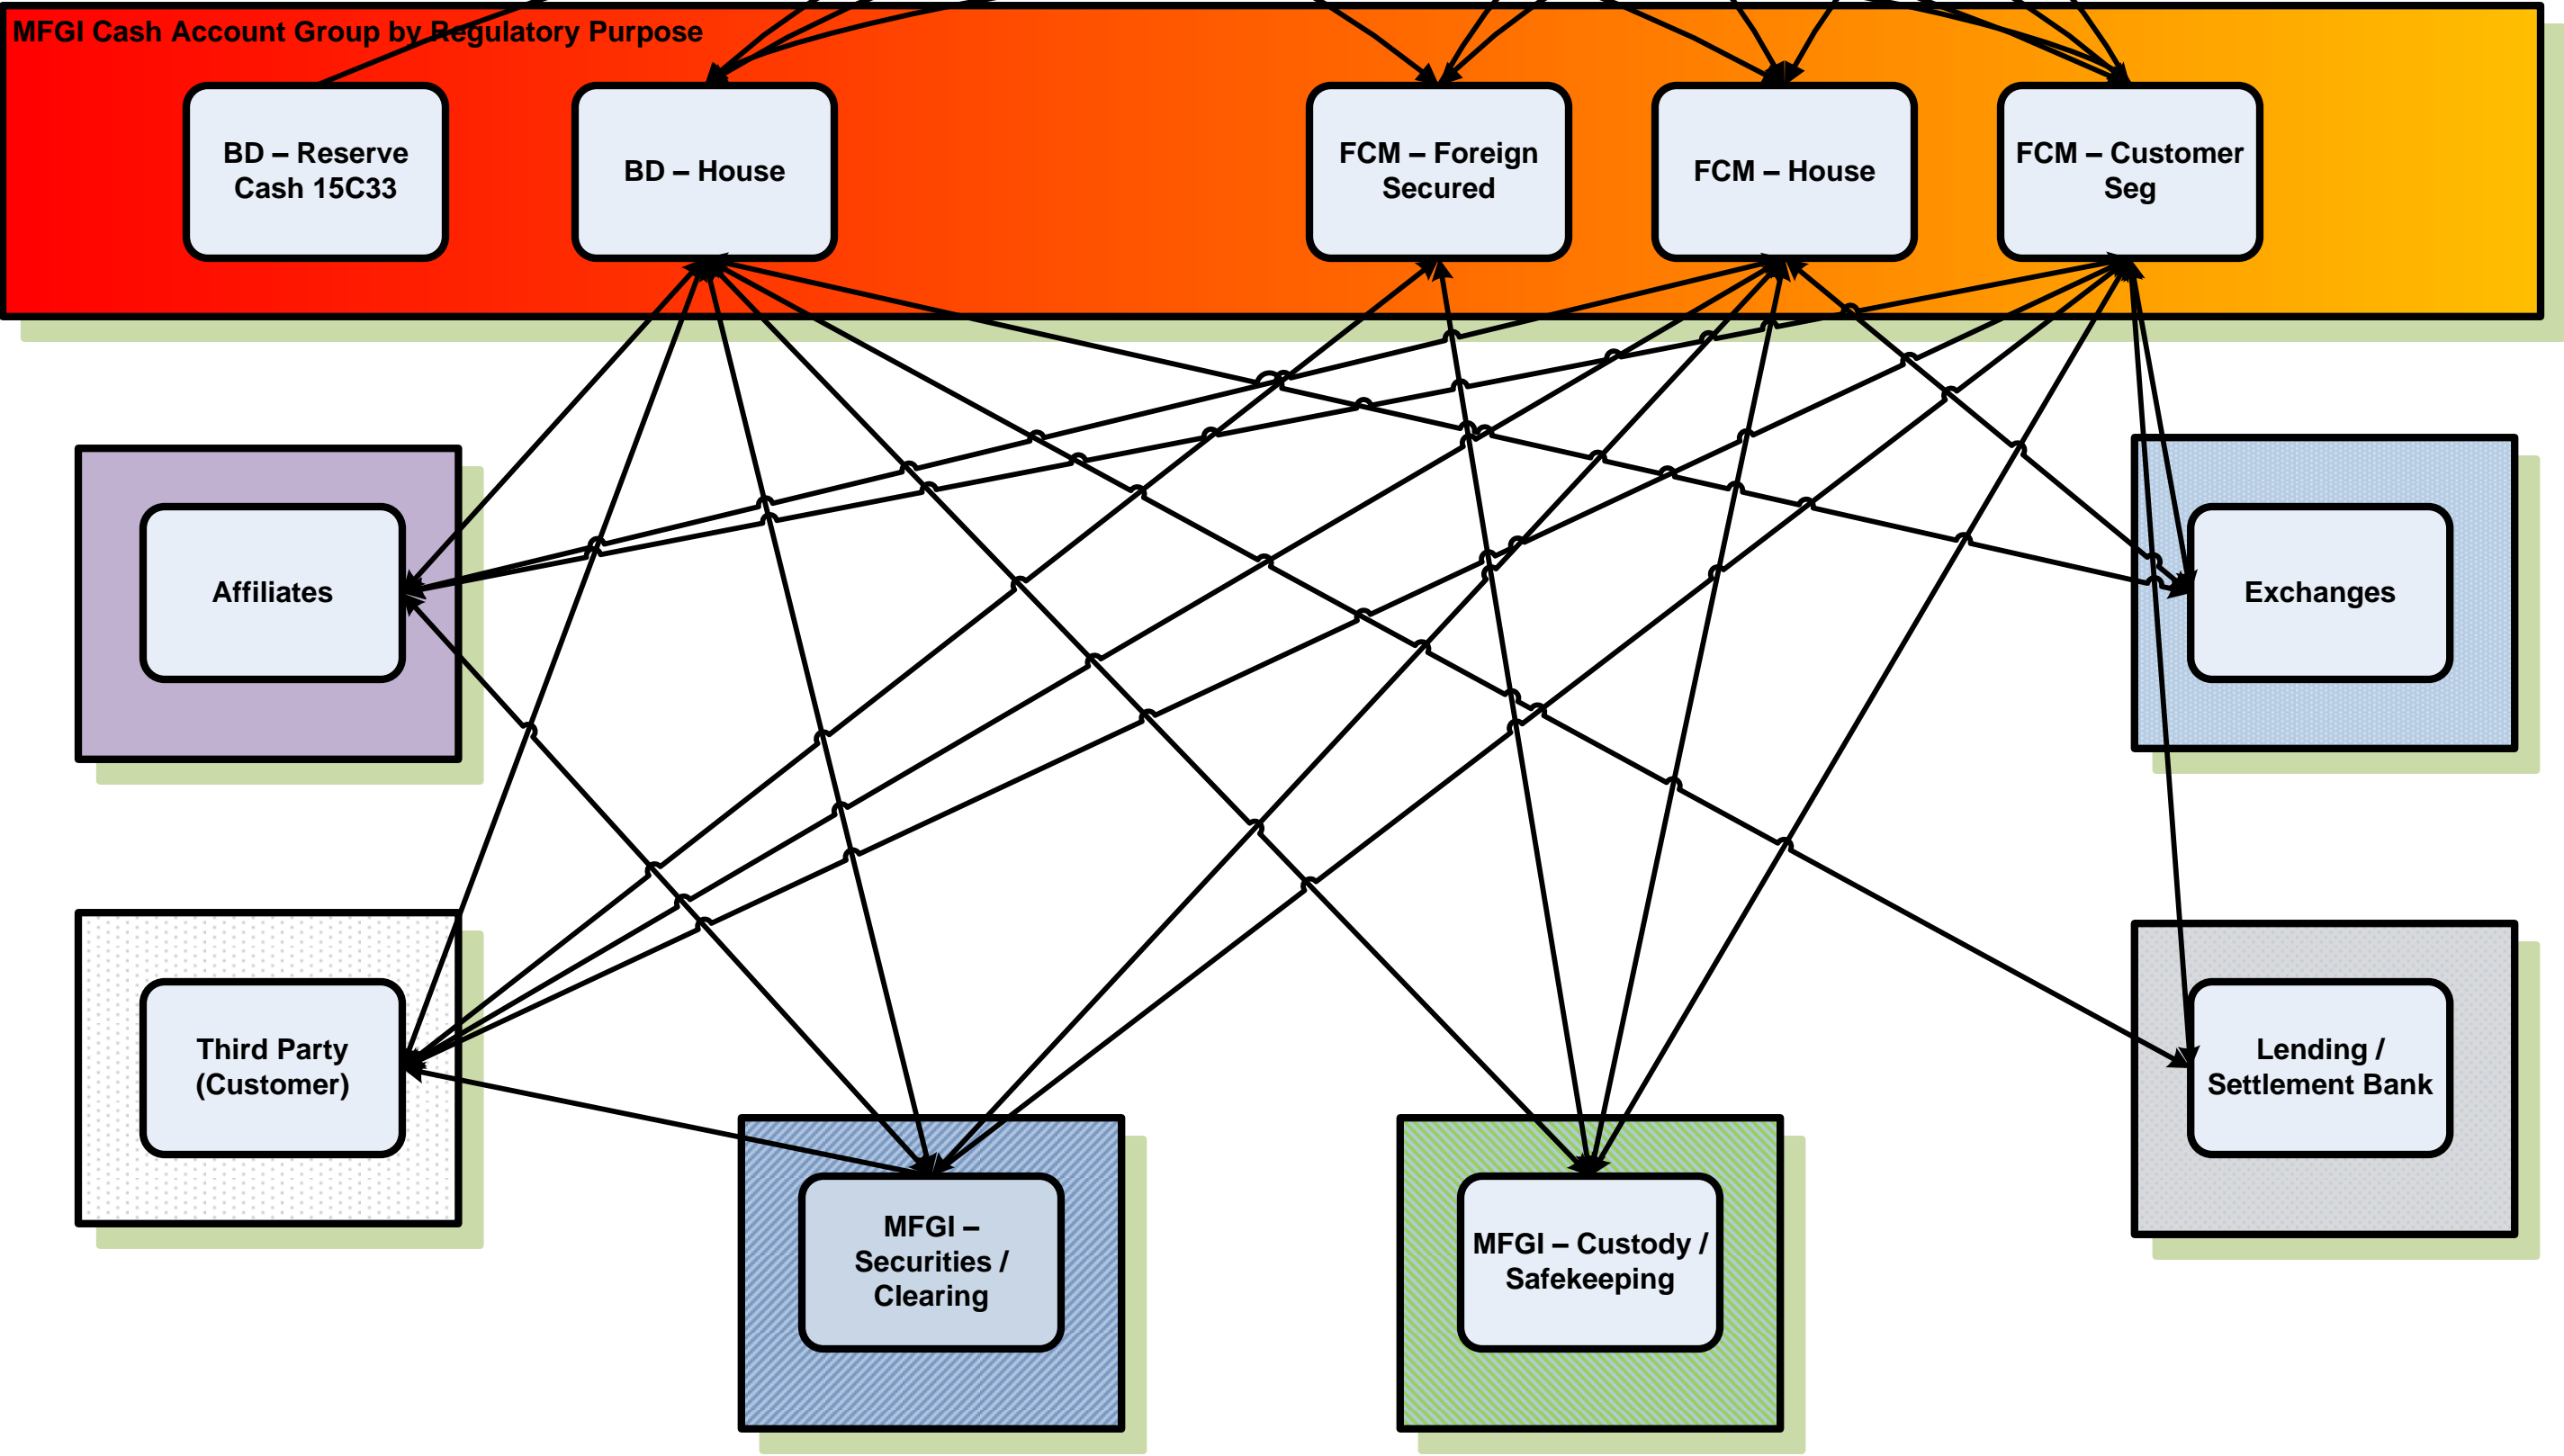 MFGI Cash Account Group by Regulatory Purpose
BD – Reserve
Cash 15C33
BD – House
FCM – Foreign
Secured
FCM – House
FCM – Customer
Seg
Affiliates
Exchanges
Third Party
(Customer)
Lending /
Settlement Bank
MFGI –
Securities /
Clearing
MFGI – Custody /
Safekeeping